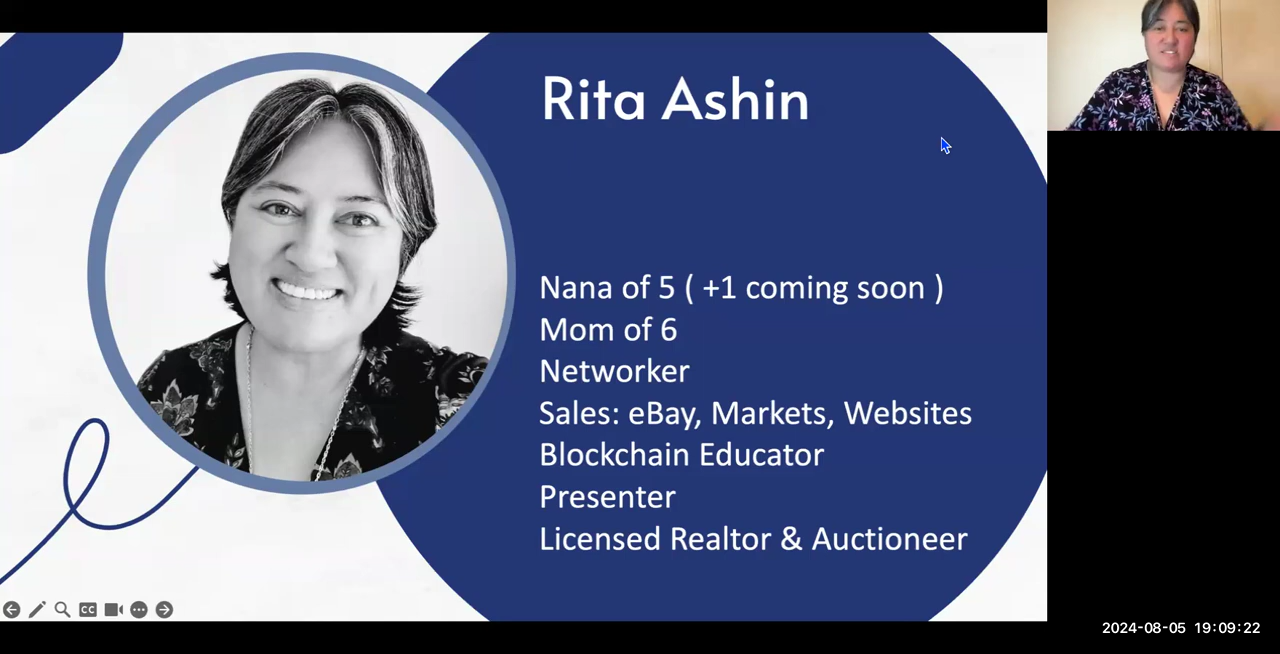 Rita Ashin
Nana of 5 ( +1 coming soon )
Mom of 6
Networker
Sales: eBay, Markets, Websites
Blockchain Educator
Presenter
Licensed Realtor & Auctioneer
CC
2024-08-05 19:09:22